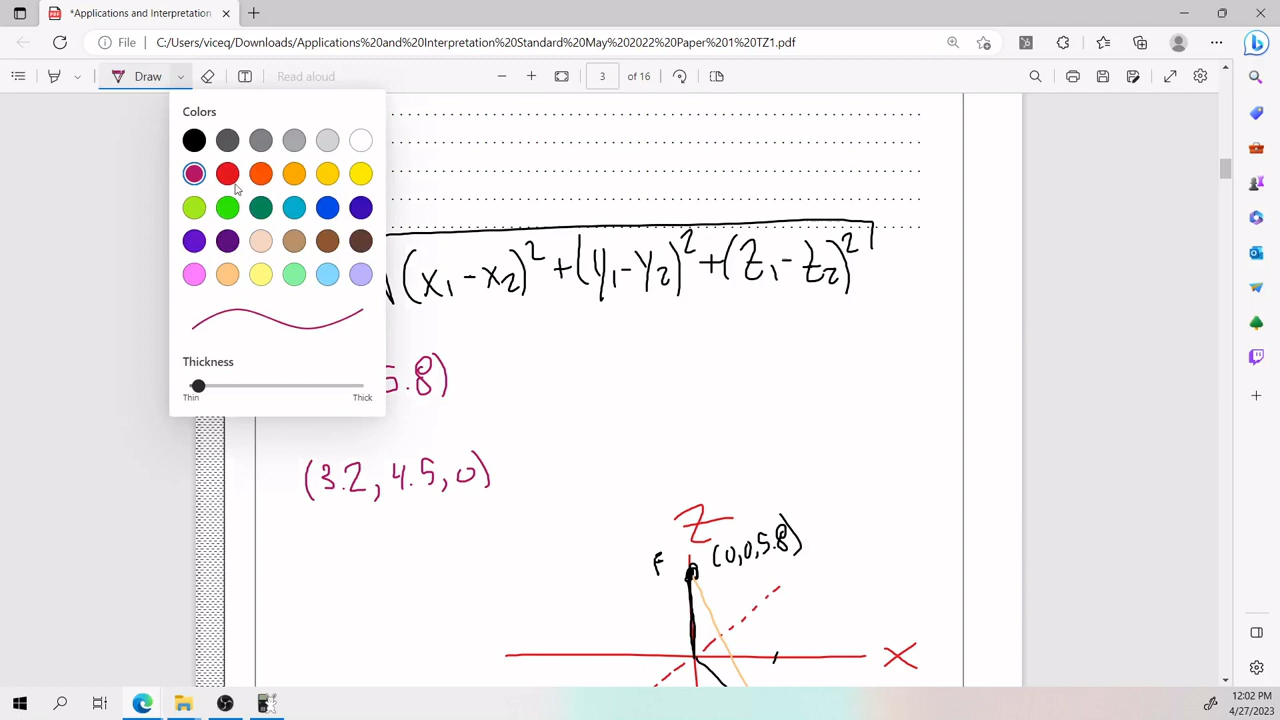 *Applications and Interpretation
File
C:/Users/viceq/Downloads/Applications%20and%20Interpretation%20Standard%20May%202022%20Paper%201%20TZ1.pdf
Draw
Read aloud
3 of 16
Colors
Thickness
Thin Thick
(x₁-x₂)²+(y₁-y₂)²+(z₁-z₂)²
5.8)
(3.2, 4.5, 0)
Z
F (0,0,5.8)
X
12:02 PM
4/27/2023